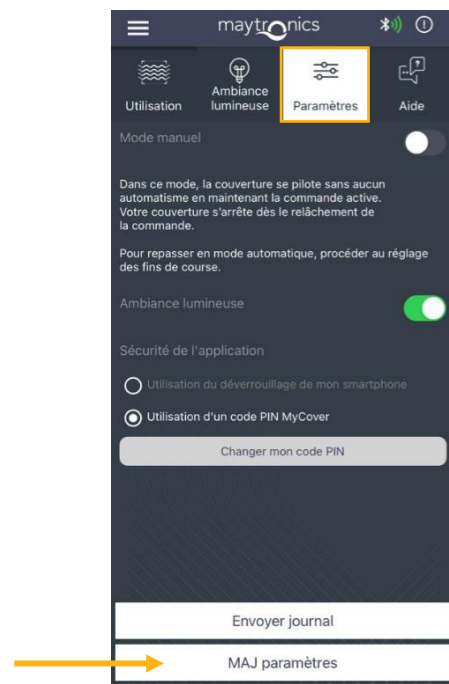 maytronics
Utilisation
Ambiance
lumineuse
Paramètres
Aide
Mode manuel
Dans ce mode, la couverture se pilote sans aucun
automatisme en maintenant la commande active.
Votre couverture s'arrête dès le relâchement de
la commande.
Pour repasser en mode automatique, procéder au réglage
des fins de course.
Ambiance lumineuse
Sécurité de l'application
Utilisation du déverrouillage de mon smartphone
Utilisation d'un code PIN MyCover
Changer mon code PIN
Envoyer journal
MAJ paramètres